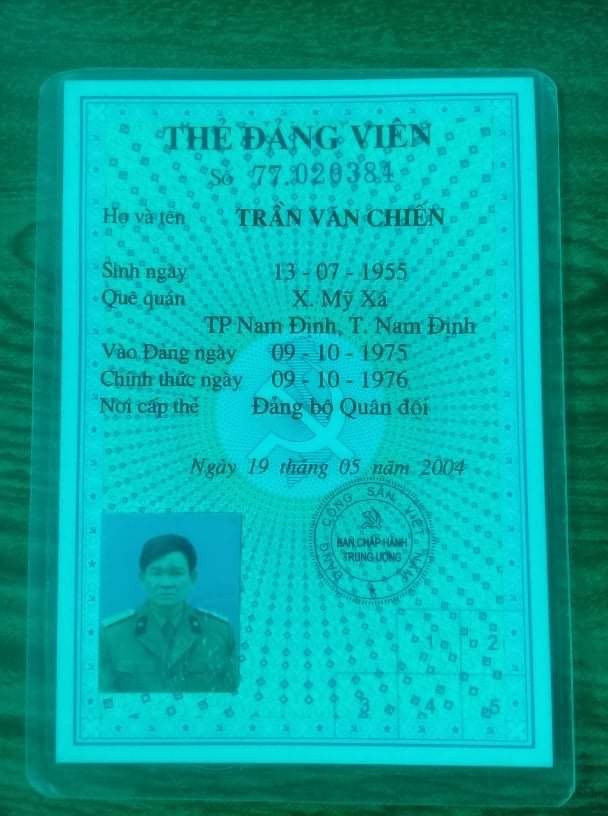 THẺ ĐẢNG VIÊN
Số 77.020384
Họ và tên TRẦN VĂN CHIẾN
Sinh ngày 13 - 07 - 1955
Quê quán X. Mỹ Xá
TP Nam Định, T. Nam Định
Vào Đảng ngày 09 - 10 - 1975
Chính thức ngày 09 - 10 - 1976
Nơi cấp thẻ Đảng bộ Quân đội
Ngày 19 tháng 05 năm 2004
ĐẢNG CỘNG SẢN VIỆT NAM
BAN CHẤP HÀNH
TRUNG ƯƠNG
1 2
3 4 5